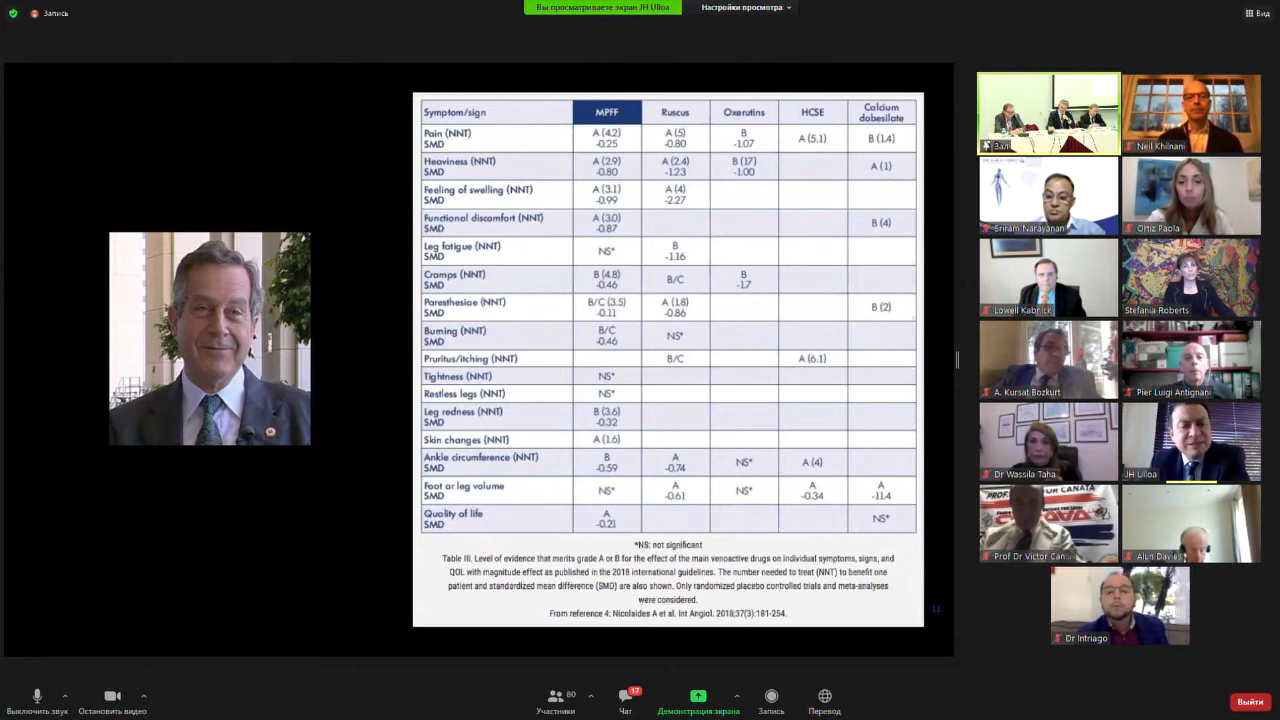 Запись
Вы просматриваете экран JH Ulloa
Настройки просмотра
Вид
Symptom/sign MPFF Ruscus Oxerutins HCSE Calcium dobesilate
Pain (NNT) A (4.2) A (5) B A (5.1) B (1.4)
SMD -0.25 -0.80 -1.07
Heaviness (NNT) A (2.9) A (2.4) B (17) A (1)
SMD -0.80 -1.23 -1.00
Feeling of swelling (NNT) A (3.1) A (4)
SMD -0.99 -2.27
Functional discomfort (NNT) A (3.0) B (4)
SMD -0.87
Leg fatigue (NNT) NS* B
SMD -1.16
Cramps (NNT) B (4.8) B/C B
SMD -0.46 -1.7
Paresthesiae (NNT) B/C (3.5) A (1.8) B (2)
SMD -0.11 -0.86
Burning (NNT) B/C NS*
SMD -0.46
Pruritus/itching (NNT) B/C A (6.1)
Tightness (NNT) NS*
Restless legs (NNT) NS*
Leg redness (NNT) B (3.6)
SMD -0.32
Skin changes (NNT) A (1.6)
Ankle circumference (NNT) B A NS* A (4)
SMD -0.59 -0.74
Foot or leg volume NS* A NS* A A
SMD -0.61 -0.34 -11.4
Quality of life A NS*
SMD -0.21
*NS: not significant
Table III. Level of evidence that merits grade A or B for the effect of the main venoactive drugs on individual symptoms, signs, and
QOL with magnitude effect as published in the 2018 international guidelines. The number needed to treat (NNT) to benefit one
patient and standardized mean difference (SMD) are also shown. Only randomized placebo controlled trials and meta-analyses
were considered.
From reference 4: Nicolaides A et al. Int Angiol. 2018;37(3):181-254.
11
Зал
Neil Khilnani
Sriram Narayanan
Ortiz Paola
Lowell Kabnick
Stefania Roberts
A. Kursat Bozkurt
Pier Luigi Antignani
Dr Wassila Taha
JH Ulloa
Prof Dr Victor Can...
Alun Davies
Dr Intriago
Выключить звук
Остановить видео
80
Участники
17
Чат
Демонстрация экрана
Запись
Перевод
Выйти